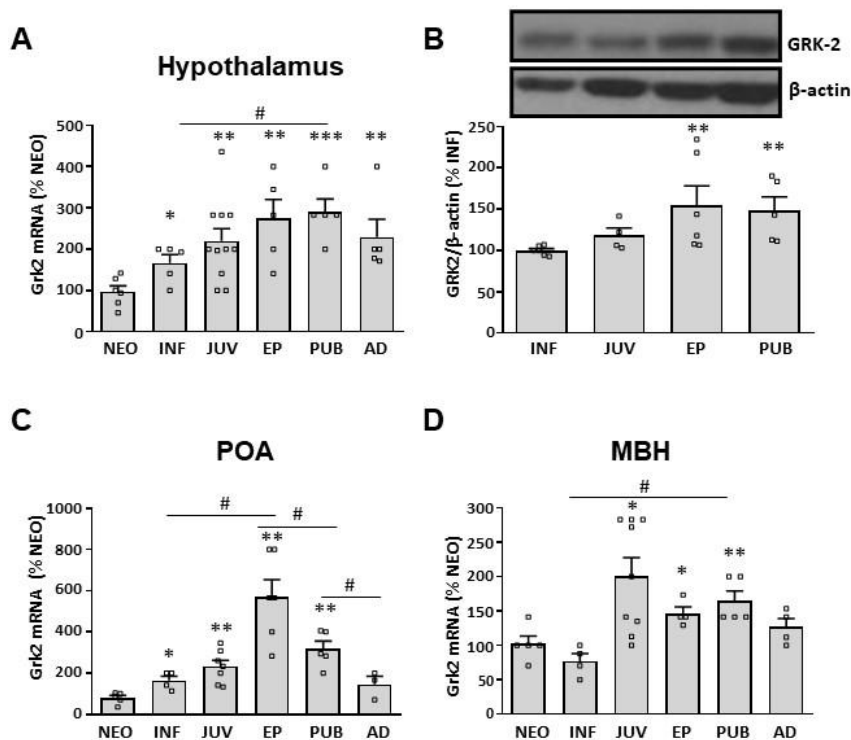 A
Hypothalamus
Grk2 mRNA (% NEO)
500
400
300
200
100
0
#
*
**
**
***
**
NEO INF JUV EP PUB AD
B
GRK-2
β-actin
GRK2/β-actin (% INF)
250
200
150
100
50
0
**
**
INF JUV EP PUB
C
POA
Grk2 mRNA (% NEO)
1000
800
600
400
200
0
#
#
#
*
**
**
**
NEO INF JUV EP PUB AD
D
MBH
Grk2 mRNA (% NEO)
300
250
200
150
100
50
0
#
*
*
**
NEO INF JUV EP PUB AD